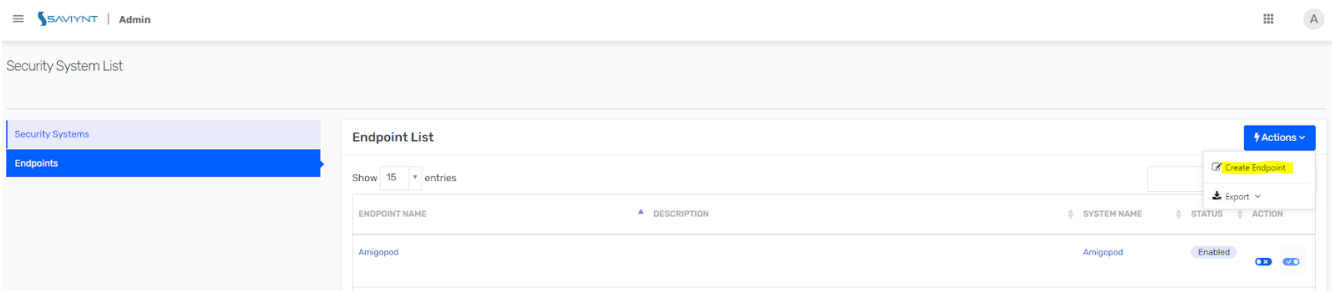 SAVIYNT Admin
A
Security System List
Security Systems
Endpoints
Endpoint List
Actions
Create Endpoint
Export
Show 15 entries
ENDPOINT NAME DESCRIPTION SYSTEM NAME STATUS ACTION
Amigopod Amigopod Enabled